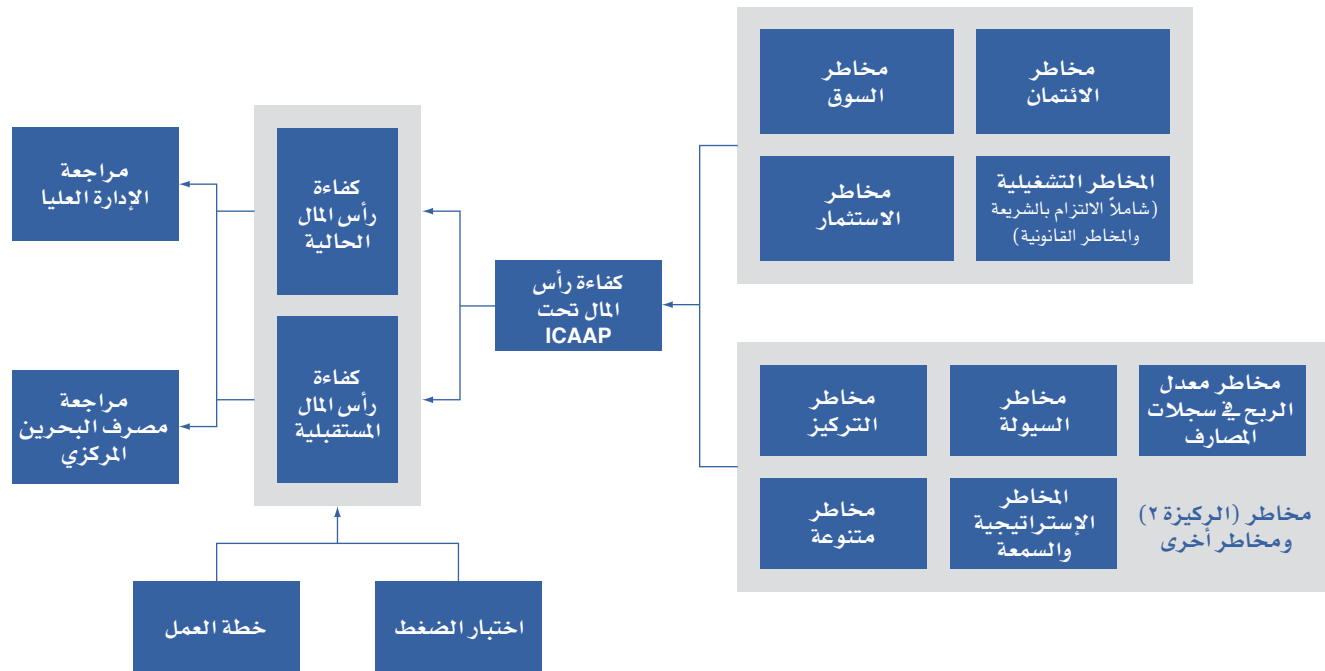 مخاطر
الائتمان
مخاطر
السوق
المخاطر التشغيلية
(شاملاً الالتزام بالشريعة
والمخاطر القانونية)
مخاطر
الاستثمار
مخاطر معدل
الربح في سجلات
المصارف
مخاطر
السيولة
مخاطر
التركيز
مخاطر (الركيزة ٢)
ومخاطر أخرى
المخاطر
الإستراتيجية
والسمعة
مخاطر
متنوعة
كفاءة رأس
المال تحت
ICAAP
كفاءة
رأس المال
الحالية
كفاءة
رأس المال
المستقبلية
مراجعة
الإدارة العليا
مراجعة
مصرف البحرين
المركزي
اختبار الضغط
خطة العمل